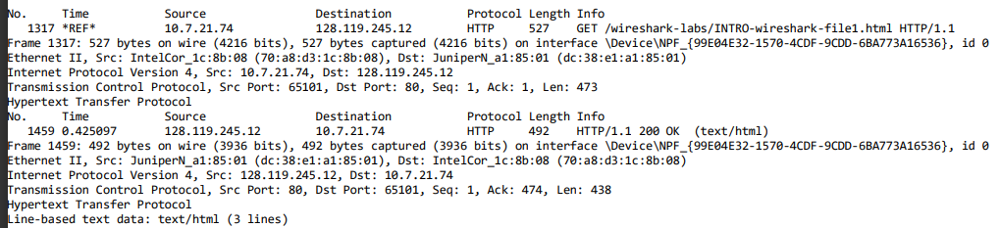 No. Time Source Destination Protocol Length Info
1317 *REF* 10.7.21.74 128.119.245.12 HTTP 527 GET /wireshark-labs/INTRO-wireshark-file1.html HTTP/1.1
Frame 1317: 527 bytes on wire (4216 bits), 527 bytes captured (4216 bits) on interface \Device\NPF_{99E04E32-1570-4CDF-9CDD-6BA773A16536}, id 0
Ethernet II, Src: IntelCor_1c:8b:08 (70:a8:d3:1c:8b:08), Dst: JuniperN_a1:85:01 (dc:38:e1:a1:85:01)
Internet Protocol Version 4, Src: 10.7.21.74, Dst: 128.119.245.12
Transmission Control Protocol, Src Port: 65101, Dst Port: 80, Seq: 1, Ack: 1, Len: 473
Hypertext Transfer Protocol
No. Time Source Destination Protocol Length Info
1459 0.425097 128.119.245.12 10.7.21.74 HTTP 492 HTTP/1.1 200 OK (text/html)
Frame 1459: 492 bytes on wire (3936 bits), 492 bytes captured (3936 bits) on interface \Device\NPF_{99E04E32-1570-4CDF-9CDD-6BA773A16536}, id 0
Ethernet II, Src: JuniperN_a1:85:01 (dc:38:e1:a1:85:01), Dst: IntelCor_1c:8b:08 (70:a8:d3:1c:8b:08)
Internet Protocol Version 4, Src: 128.119.245.12, Dst: 10.7.21.74
Transmission Control Protocol, Src Port: 80, Dst Port: 65101, Seq: 1, Ack: 474, Len: 438
Hypertext Transfer Protocol
Line-based text data: text/html (3 lines)